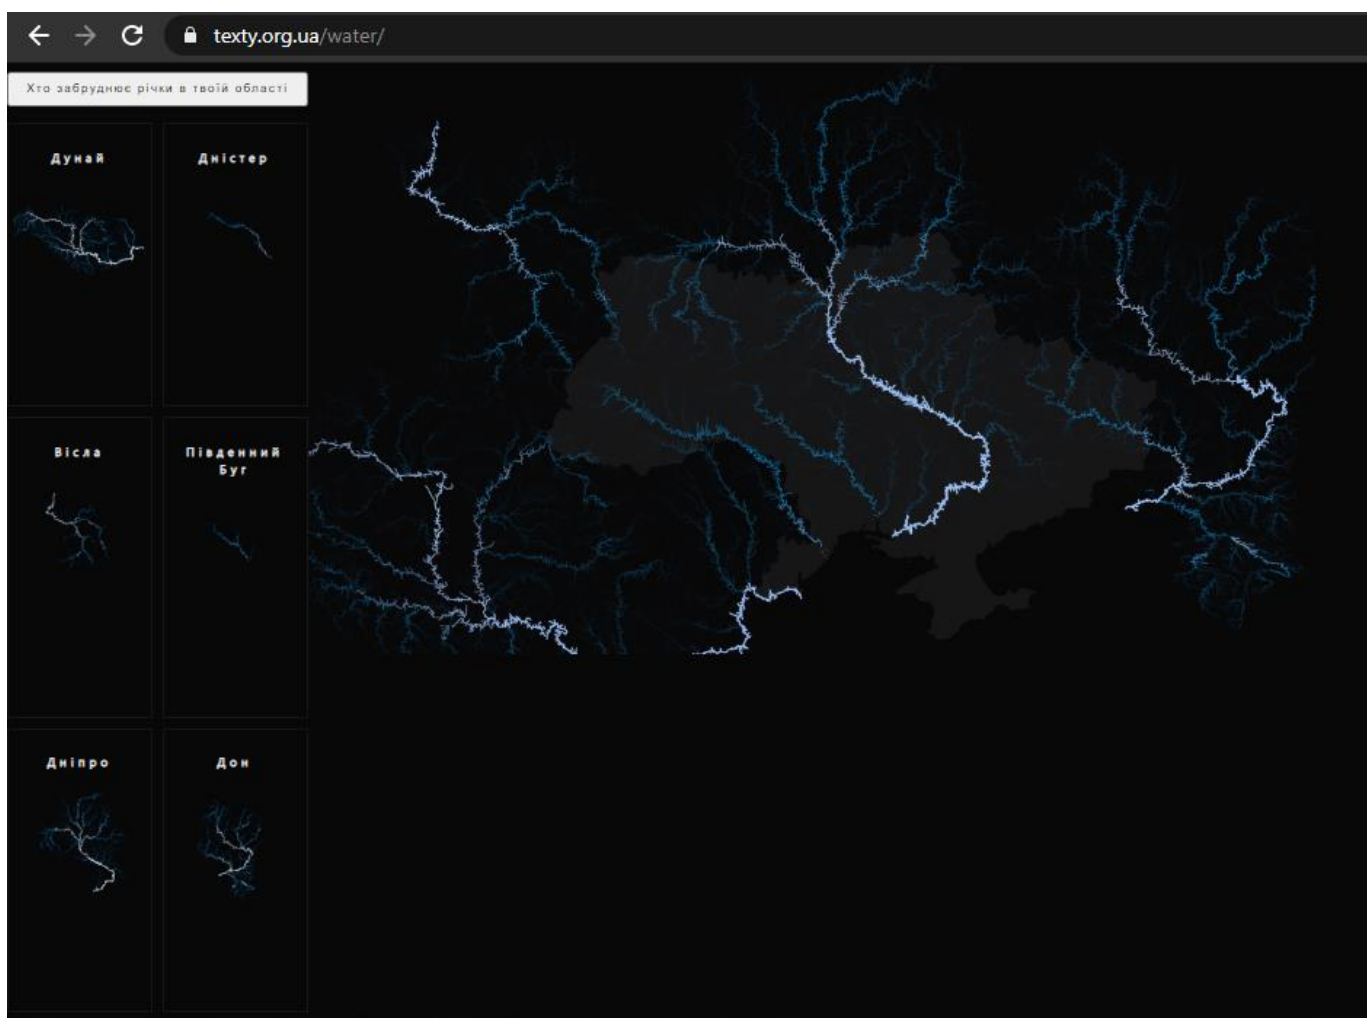 texty.org.ua/water/
Хто забруднює річки в твоїй області
Дунай
Дністер
Вісла
Південний
Буг
Дніпро
Дон